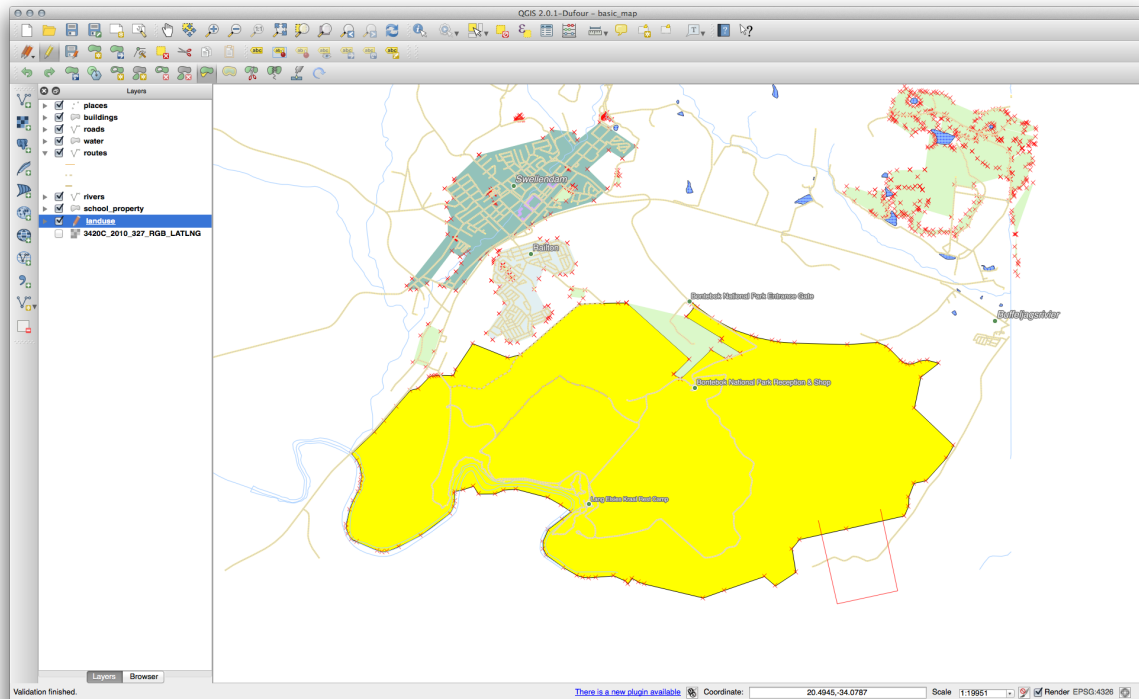 QGIS 2.0.1-Dufour - basic_map
Layers
places
buildings
roads
water
routes
rivers
school_property
landuse
3420C_2010_327_RGB_LATLNG
Swellendam
Railton
Bontebok National Park Entrance Gate
Buffeljagsrivier
Bontebok National Park Reception & Shop
Lang Elsies Kraal Rest Camp
Layers
Browser
Validation finished.
There is a new plugin available
Coordinate:
20.4945,-34.0787
Scale
1:19951
Render
EPSG:4326